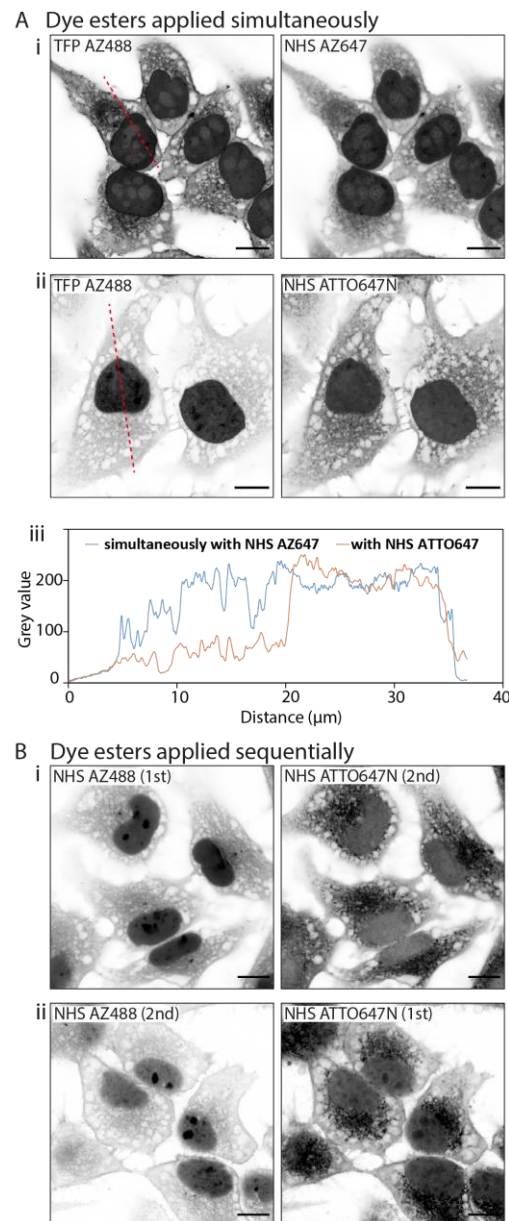 A Dye esters applied simultaneously
i
TFP AZ488
NHS AZ647
ii
TFP AZ488
NHS ATTO647N
iii
simultaneously with NHS AZ647
with NHS ATTO647
Grey value
200
100
0
0 10 20 30 40
Distance (μm)
B Dye esters applied sequentially
i
NHS AZ488 (1st)
NHS ATTO647N (2nd)
ii
NHS AZ488 (2nd)
NHS ATTO647N (1st)